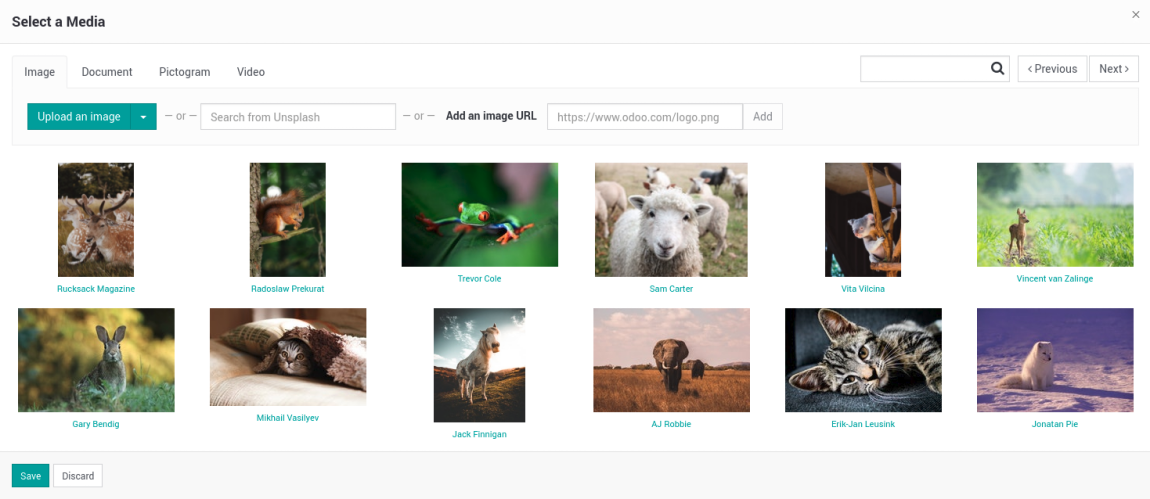 Select a Media
×
Image Document Pictogram Video
< Previous Next >
Upload an image — or — Search from Unsplash — or — Add an image URL https://www.odoo.com/logo.png Add
Rucksack Magazine
Radoslaw Prekurat
Trevor Cole
Sam Carter
Vita Vilcina
Vincent van Zalinge
Gary Bendig
Mikhail Vasilyev
Jack Finnigan
AJ Robbie
Erik-Jan Leusink
Jonatan Pie
Save Discard